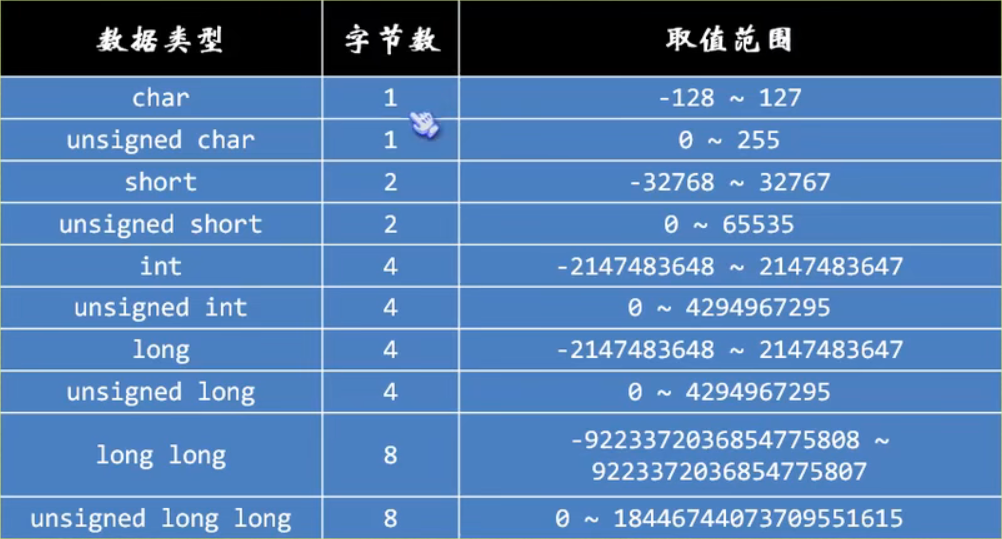 数据类型 字节数 取值范围
char 1 -128 ~ 127
unsigned char 1 0 ~ 255
short 2 -32768 ~ 32767
unsigned short 2 0 ~ 65535
int 4 -2147483648 ~ 2147483647
unsigned int 4 0 ~ 4294967295
long 4 -2147483648 ~ 2147483647
unsigned long 4 0 ~ 4294967295
long long 8 -9223372036854775808 ~
9223372036854775807
unsigned long long 8 0 ~ 18446744073709551615